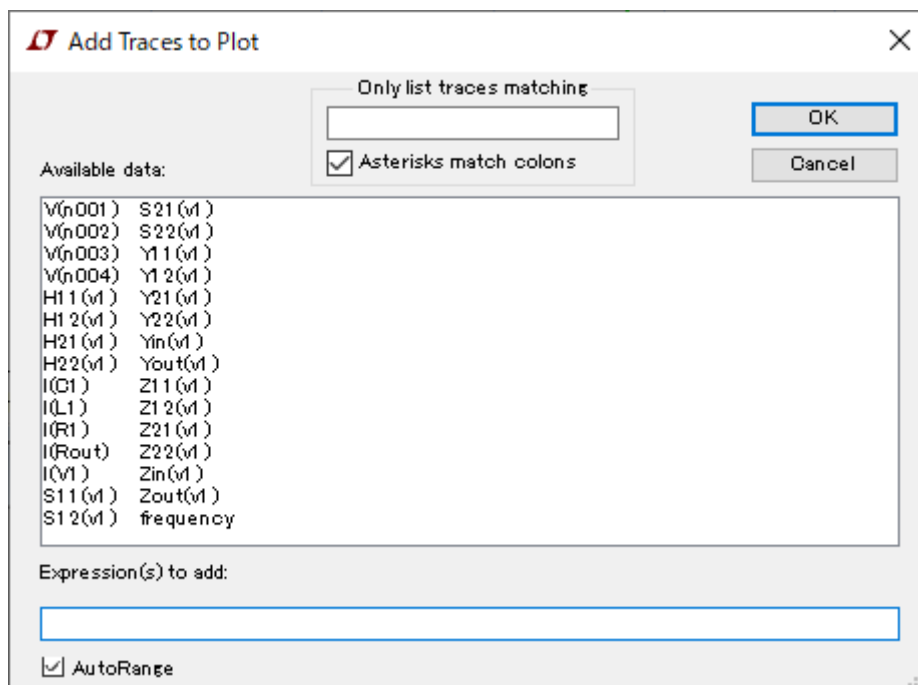 Add Traces to Plot
Only list traces matching
OK
Asterisks match colons
Cancel
Available data:
V(n001) S21(v1)
V(n002) S22(v1)
V(n003) Y11(v1)
V(n004) Y12(v1)
H11(v1) Y21(v1)
H12(v1) Y22(v1)
H21(v1) Yin(v1)
H22(v1) Yout(v1)
I(C1) Z11(v1)
I(L1) Z12(v1)
I(R1) Z21(v1)
I(Rout) Z22(v1)
I(V1) Zin(v1)
S11(v1) Zout(v1)
S12(v1) frequency
Expression(s) to add:
AutoRange